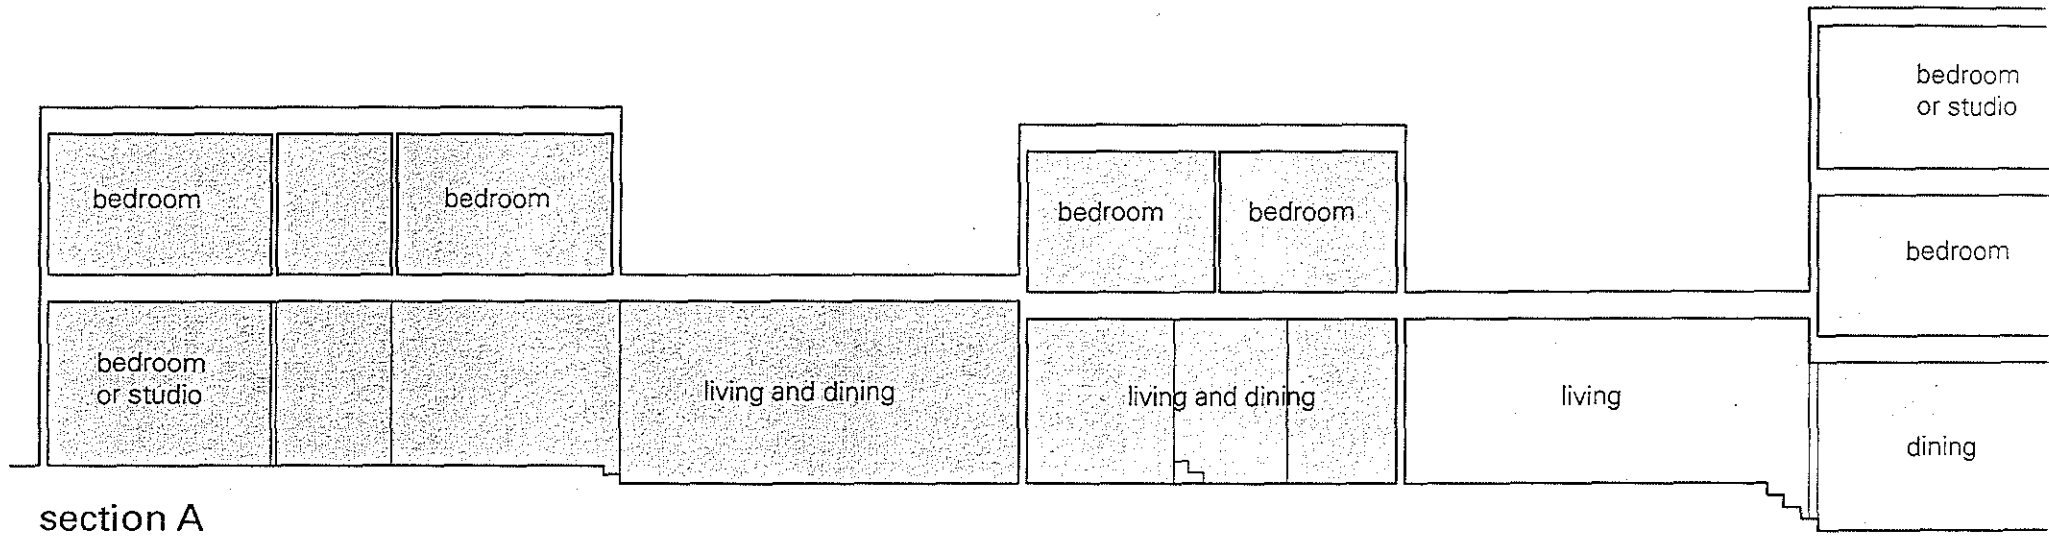 bedroom
or studio
bedroom
bedroom
bedroom
bedroom
bedroom
bedroom
or studio
living and dining
living and dining
living
dining
section A